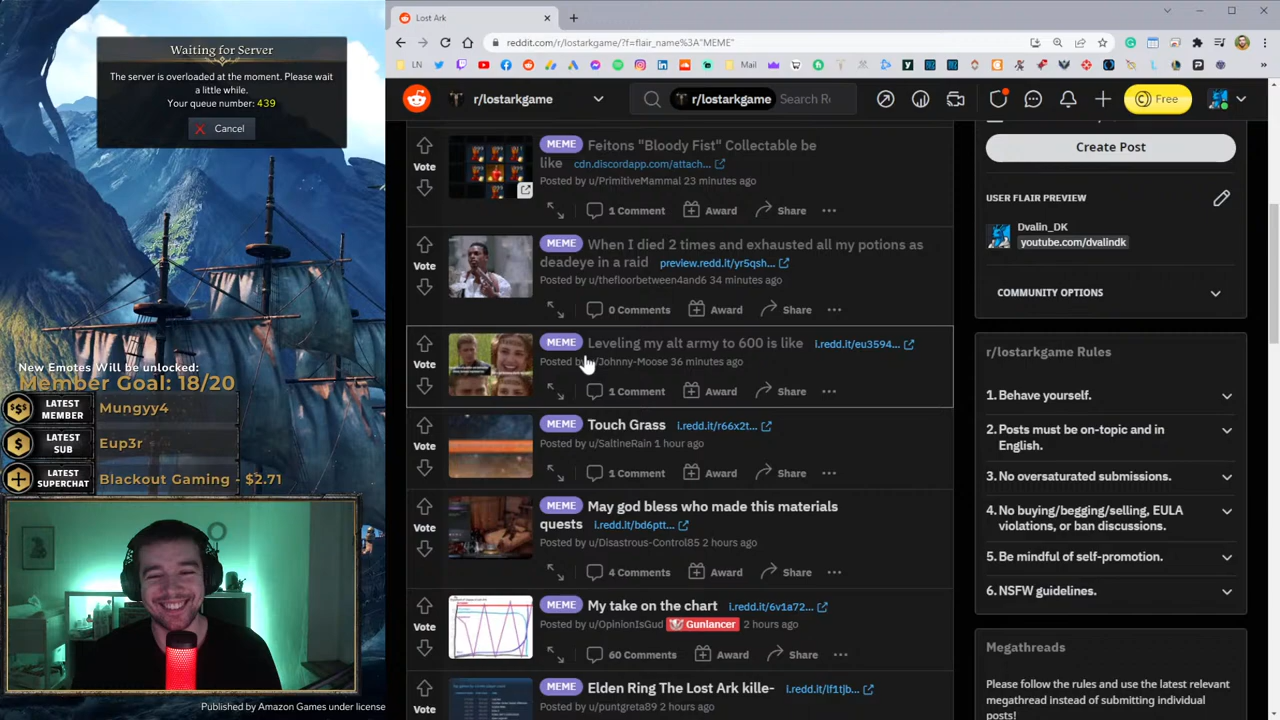 Waiting for Server
The server is overloaded at the moment. Please wait
a little while.
Your queue number: 439
Cancel
New Emotes Will be unlocked:
Member Goal: 18/20
LATEST
MEMBER
Mungyy4
LATEST
SUB
Eup3r
LATEST
SUPERCHAT
Blackout Gaming - $2.71
Published by Amazon Games under license
Lost Ark
reddit.com/r/lostarkgame/?f=flair_name%3A"MEME"
LN
Mail
r/lostarkgame
r/lostarkgame
Free
Vote
MEME Feitons "Bloody Fist" Collectable be
like cdn.discordapp.com/attach...
Posted by u/PrimitiveMammal 23 minutes ago
1 Comment Award Share
Vote
MEME When I died 2 times and exhausted all my potions as
deadeye in a raid preview.redd.it/yr5qsh...
Posted by u/thefloorbetween4and6 34 minutes ago
0 Comments Award Share
Vote
MEME Leveling my alt army to 600 is like i.redd.it/eu3594...
Posted by u/Johnny-Moose 36 minutes ago
1 Comment Award Share
Vote
MEME Touch Grass i.redd.it/r66x2t...
Posted by u/SaltineRain 1 hour ago
1 Comment Award Share
Vote
MEME May god bless who made this materials
quests i.redd.it/bd6ptt...
Posted by u/Disastrous-Control85 2 hours ago
4 Comments Award Share
Vote
MEME My take on the chart i.redd.it/6v1a72...
Posted by u/OpinionIsGud Gunlancer 2 hours ago
60 Comments Award Share
MEME Elden Ring The Lost
Posted by u/puntgreta89 2 hours ago
Create Post
USER FLAIR PREVIEW
Dvalin_DK
youtube.com/dvalindk
COMMUNITY OPTIONS
r/lostarkgame Rules
1. Behave yourself.
2. Posts must be on-topic and in
English.
3. No oversaturated submissions.
4. No buying/begging/selling, EULA
violations, or ban discussions.
5. Be mindful of self-promotion.
6. NSFW guidelines.
Megathreads
Please follow the rules and use the relevant
megathread instead of submitting into
posts!